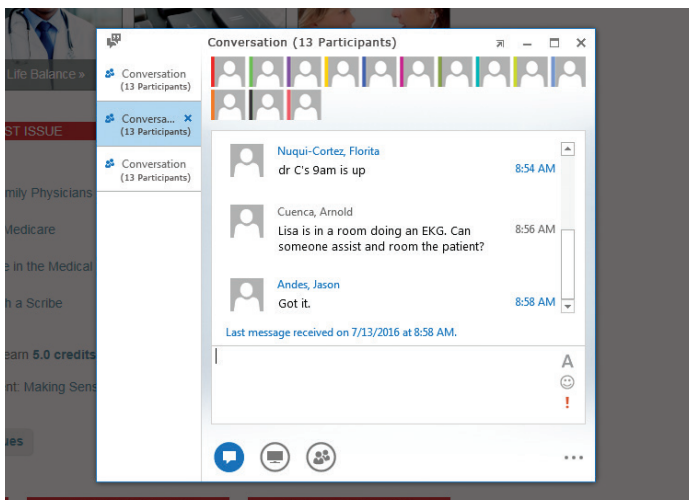 Life Balance »
ST ISSUE
mily Physicians
Medicare
e in the Medical
h a Scribe
earn 5.0 credits
nt: Making Sens
ues
Conversation
(13 Participants)
Conversa... ×
(13 Participants)
Conversation
(13 Participants)
Conversation (13 Participants)
Nuqui-Cortez, Florita
dr C's 9am is up 8:54 AM
Cuenca, Arnold
Lisa is in a room doing an EKG. Can 8:56 AM
someone assist and room the patient?
Andes, Jason
Got it. 8:58 AM
Last message received on 7/13/2016 at 8:58 AM.
A
!